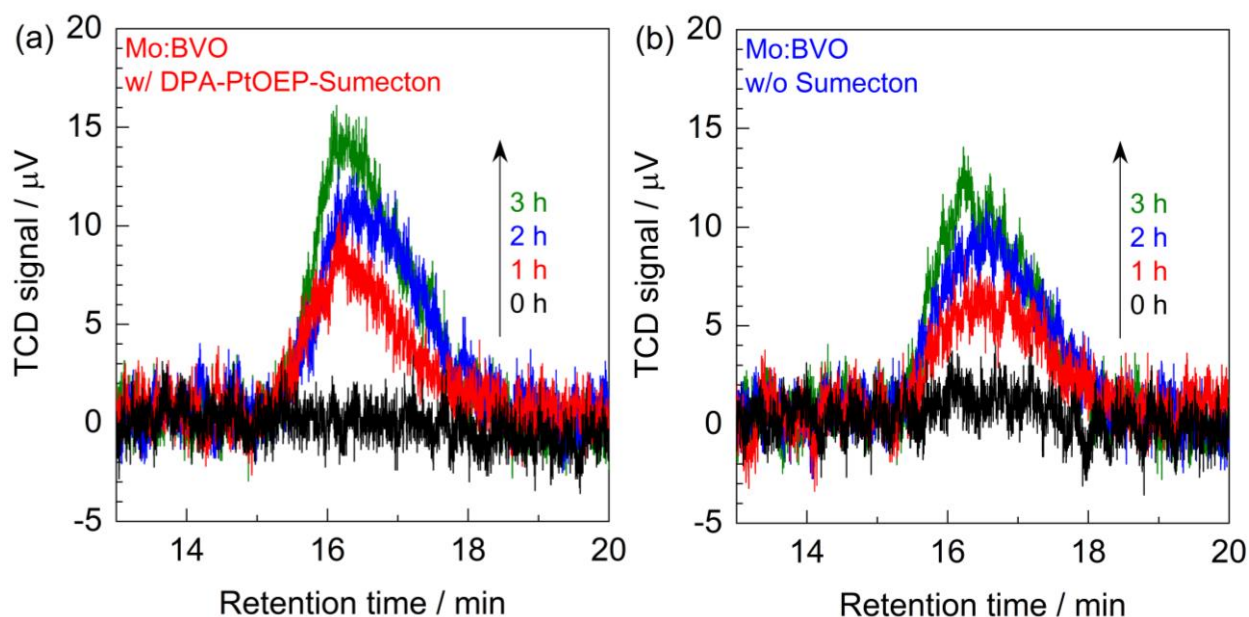 (a)
Mo:BVO
w/ DPA-PtOEP-Sumecton
3 h
2 h
1 h
0 h
20
15
10
5
0
-5
TCD signal / μV
14 16 18 20
Retention time / min
(b)
Mo:BVO
w/o Sumecton
3 h
2 h
1 h
0 h
20
15
10
5
0
-5
TCD signal / μV
14 16 18 20
Retention time / min